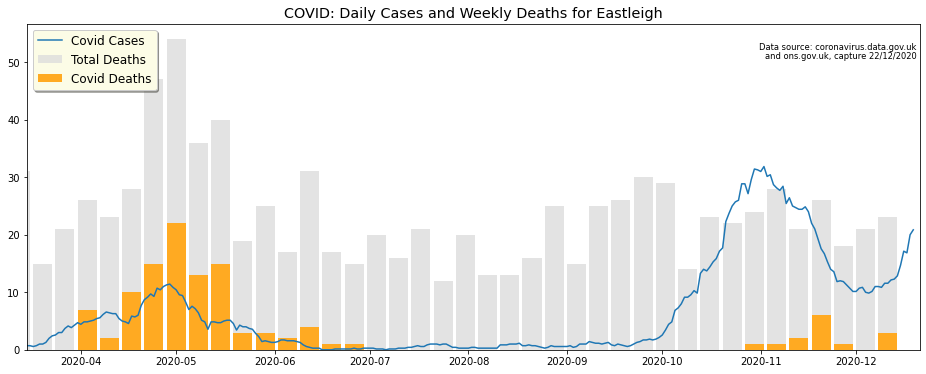 COVID: Daily Cases and Weekly Deaths for Eastleigh
Covid Cases
Total Deaths
Covid Deaths
Data source: coronavirus.data.gov.uk
and ons.gov.uk, capture 22/12/2020
50
40
30
20
10
0
2020-04 2020-05 2020-06 2020-07 2020-08 2020-09 2020-10 2020-11 2020-12